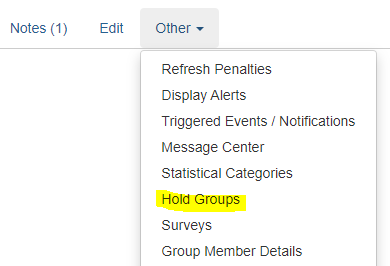 Notes (1) Edit Other
Refresh Penalties
Display Alerts
Triggered Events / Notifications
Message Center
Statistical Categories
Hold Groups
Surveys
Group Member Details